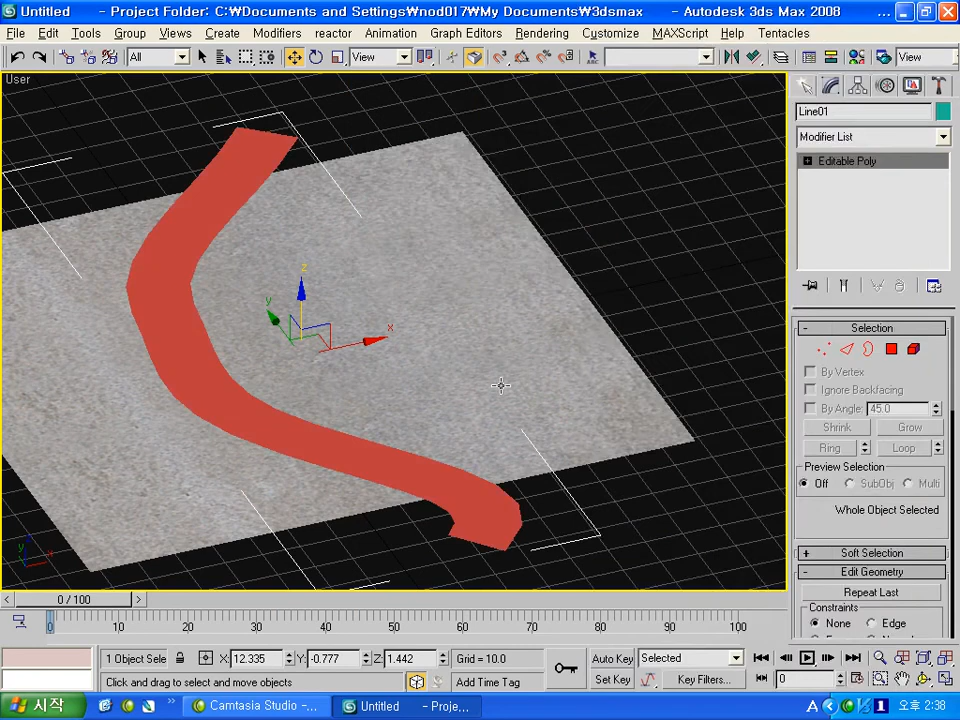 Untitled - Project Folder: C:₩Documents and Settings₩nod017₩My Documents₩3dsmax - Autodesk 3ds Max 2008 ...
File Edit Tools Group Views Create Modifiers reactor Animation Graph Editors Rendering Customize MAXScript Help Tentacles
All View View
User
Line01
Modifier List
Editable Poly
z
y
x
Selection
By Vertex
Ignore Backfacing
By Angle: 45.0
Shrink Grow
Ring Loop
Preview Selection
Off SubObj Multi
Whole Object Selected
Soft Selection
Edit Geometry
Repeat Last
Constraints
None Edge
0 / 100
0 10 20 30 40 50 60 70 80 90 100
1 Object Sele X: 12.335 Y: -0.777 Z: 1.442 Grid = 10.0 Auto Key Selected
Click and drag to select and move objects Add Time Tag Set Key Key Filters... 0
시작 Camtasia Studio - ... Untitled - Proje... A 오후 2:38